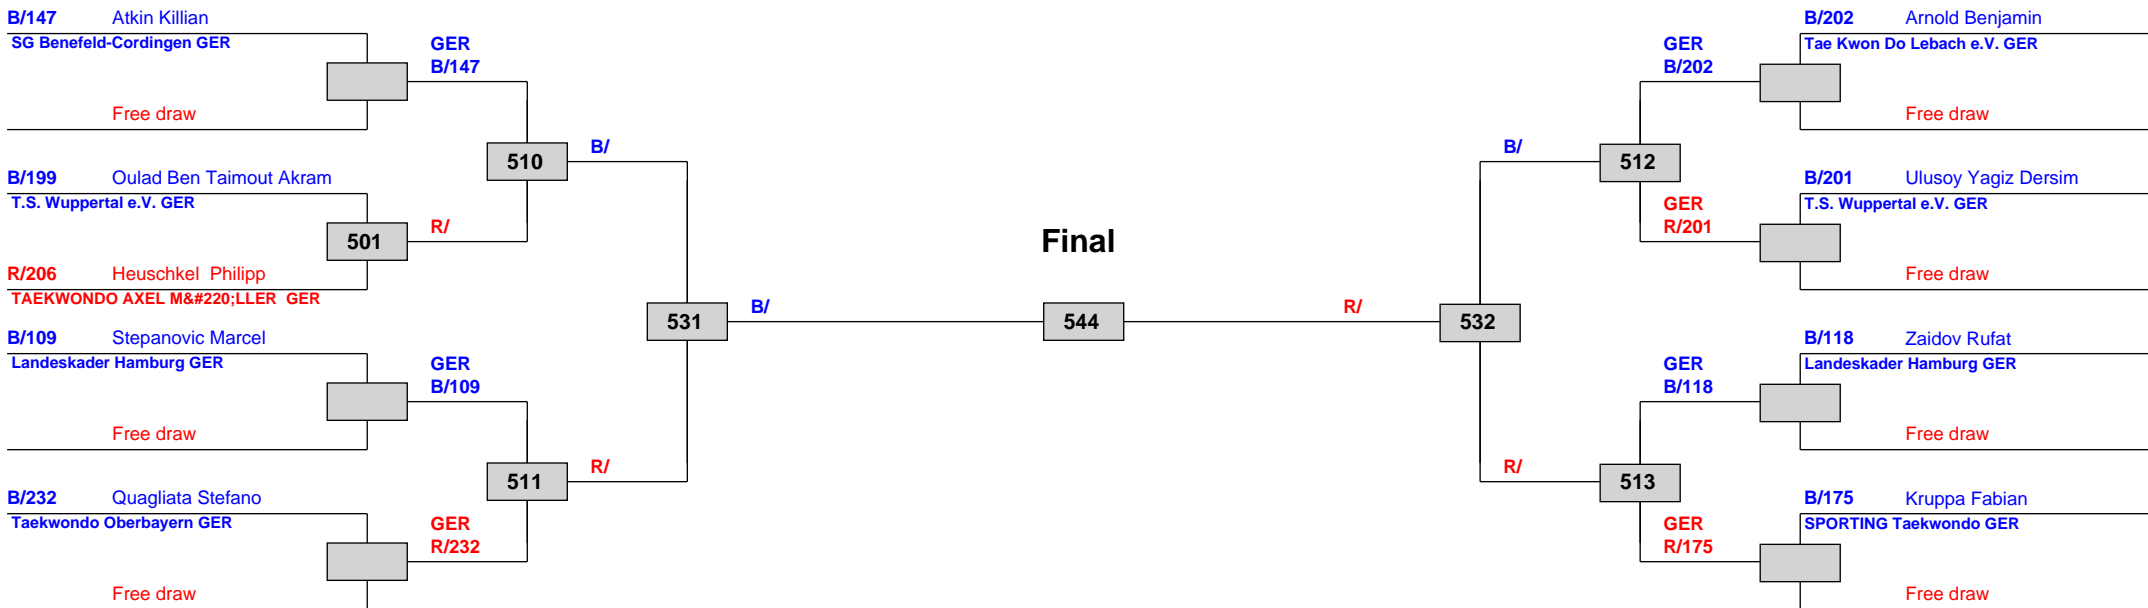 B/147 Atkin Killian
SG Benefeld-Cordingen GER
GER
B/147
Free draw
510
B/
B/199 Oulad Ben Taimout Akram
T.S. Wuppertal e.V. GER
501
R/
R/206 Heuschkel  Philipp
TAEKWONDO AXEL M&#220;LLER  GER
531
B/
B/109 Stepanovic Marcel
Landeskader Hamburg GER
GER
B/109
Free draw
511
R/
B/232 Quagliata Stefano
Taekwondo Oberbayern GER
GER
R/232
Free draw
Final
544
B/202 Arnold Benjamin
Tae Kwon Do Lebach e.V. GER
GER
B/202
Free draw
B/
512
B/201 Ulusoy Yagiz Dersim
T.S. Wuppertal e.V. GER
GER
R/201
Free draw
R/
532
B/118 Zaidov Rufat
Landeskader Hamburg GER
GER
B/118
Free draw
R/
513
B/175 Kruppa Fabian
SPORTING Taekwondo GER
GER
R/175
Free draw